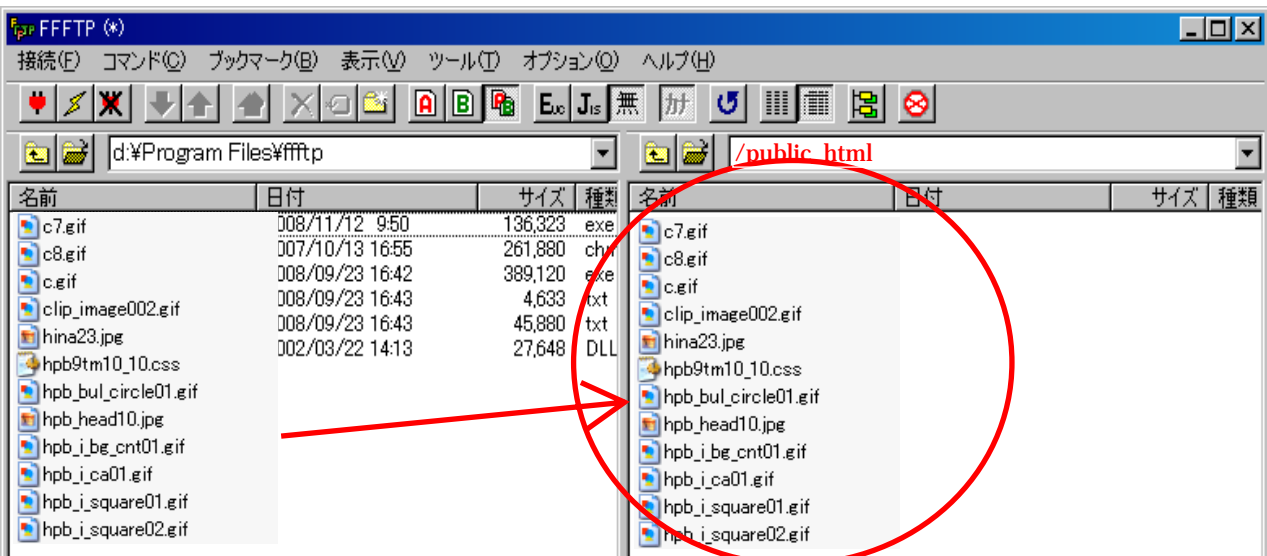 FFFTP (*)
接続(F) コマンド(C) ブックマーク(B) 表示(V) ツール(T) オプション(O) ヘルプ(H)
A B A B Euc Jis 無 ｶﾅ
d:¥Program Files¥ffftp
/public_html
名前 日付 サイズ 種類
c7.gif 008/11/12 9:50 136,323 exe
c8.gif 007/10/13 16:55 261,880
c.gif 008/09/23 16:42 389,120 exe
clip_image002.gif 008/09/23 16:43 4,633 txt
hina23.jpg 008/09/23 16:43 45,880 txt
hpb9tm10_10.css 002/03/22 14:13 27,648 DLL
hpb_bul_circle01.gif
hpb_head10.jpg
hpb_i_bg_cnt01.gif
hpb_i_ca01.gif
hpb_i_square01.gif
hpb_i_square02.gif
名前 日付 サイズ 種類
c7.gif
c8.gif
c.gif
clip_image002.gif
hina23.jpg
hpb9tm10_10.css
hpb_bul_circle01.gif
hpb_head10.jpg
hpb_i_bg_cnt01.gif
hpb_i_ca01.gif
hpb_i_square01.gif
hpb_i_square02.gif